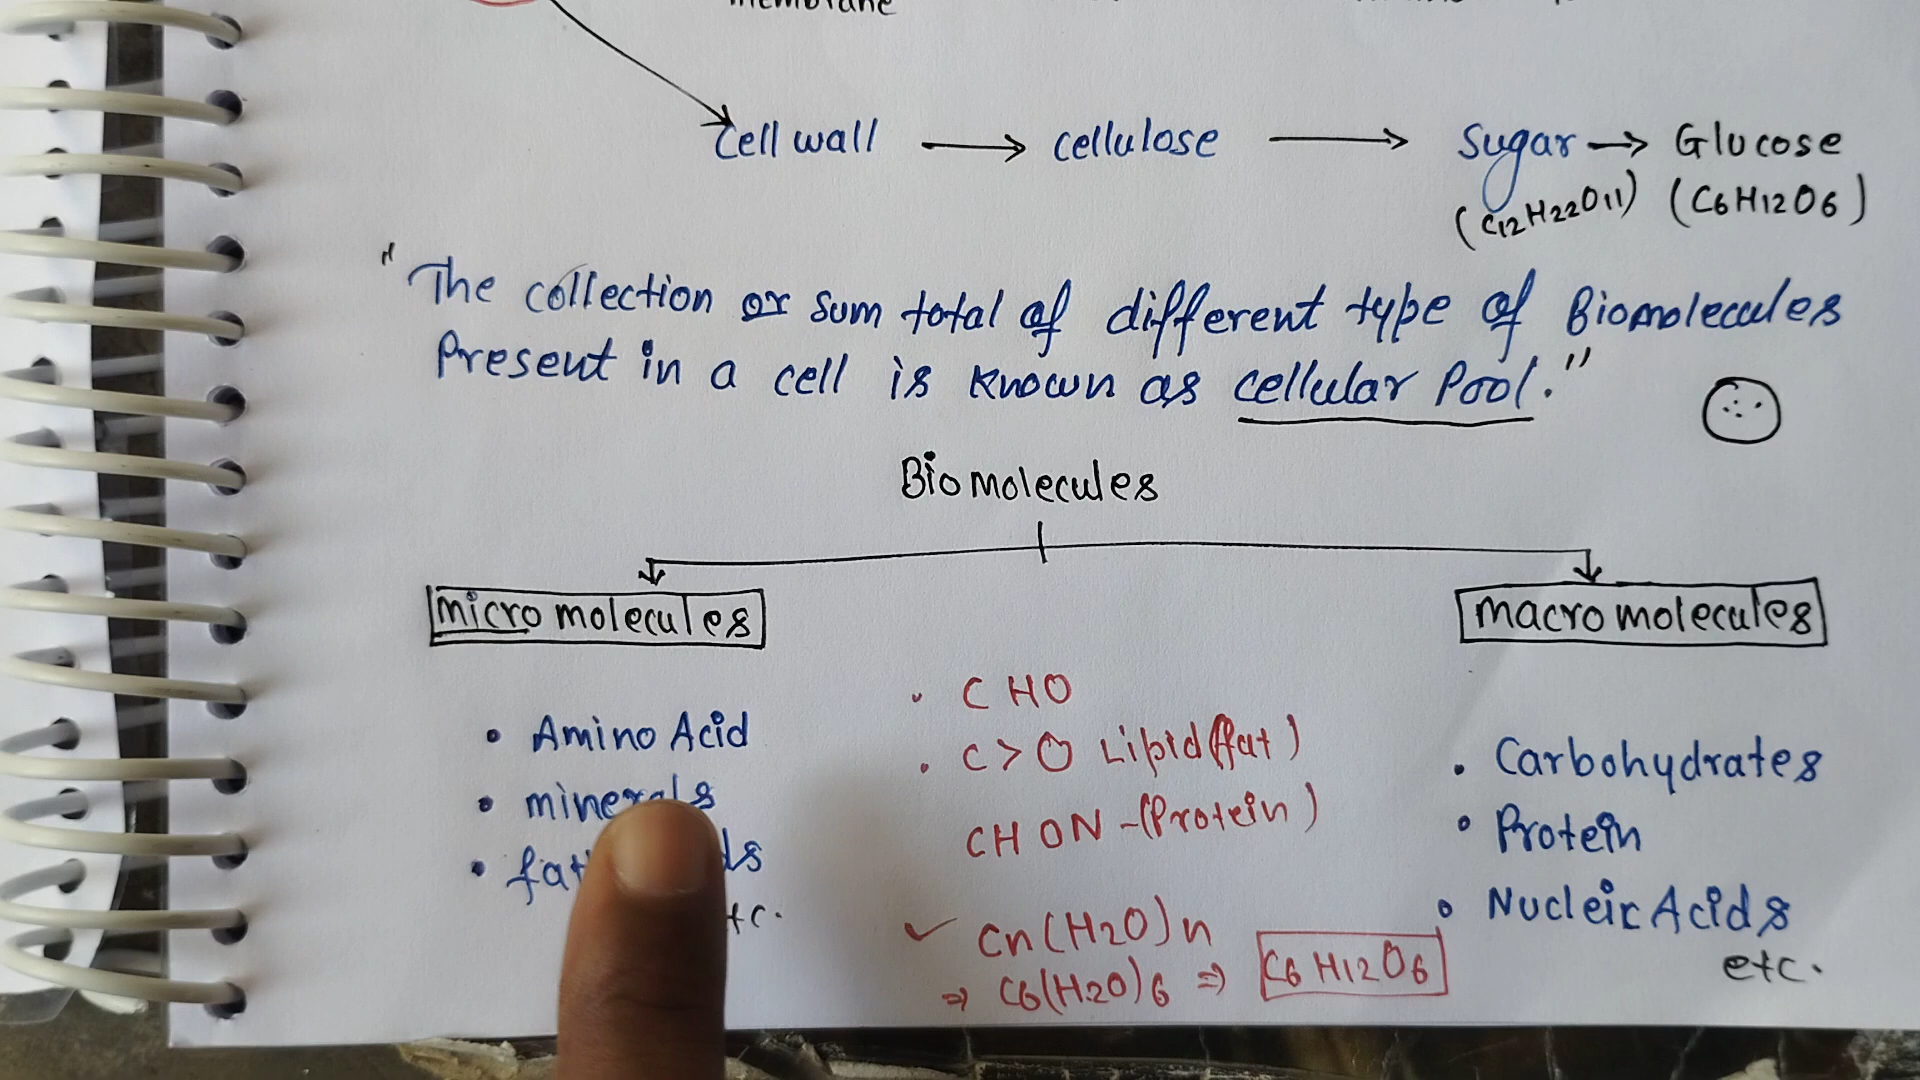 membrane
Cell wall → cellulose → Sugar → Glucose
(C12H22O11) (C6H12O6)
"The collection or sum total of different type of Biomolecules
Present in a cell is known as cellular Pool."
Biomolecules
micro molecules
macro molecules
• CHO
• Amino Acid
• C>O Lipid (fat)
• Carbohydrates
• minerals
CHON-(Protein)
• Protein
• Nucleic Acids
✓ Cn(H2O)n
etc.
⇒ C6(H2O)6 ⇒ C6H12O6